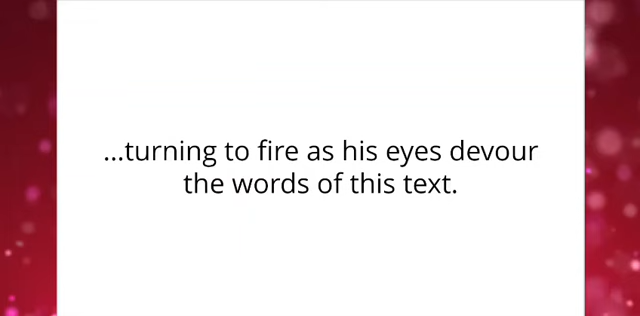 ...turning to fire as his eyes devour
the words of this text.